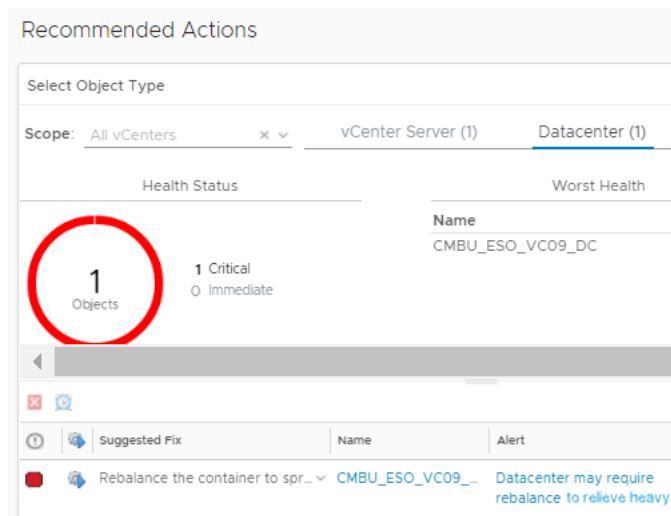 Recommended Actions
Select Object Type
Scope: All vCenters vCenter Server (1) Datacenter (1)
Health Status Worst Health
Name
CMBU_ESO_VC09_DC
1
Objects
1 Critical
0 Immediate
Suggested Fix Name Alert
Rebalance the container to spr... CMBU_ESO_VC09_... Datacenter may require
rebalance to relieve heavy